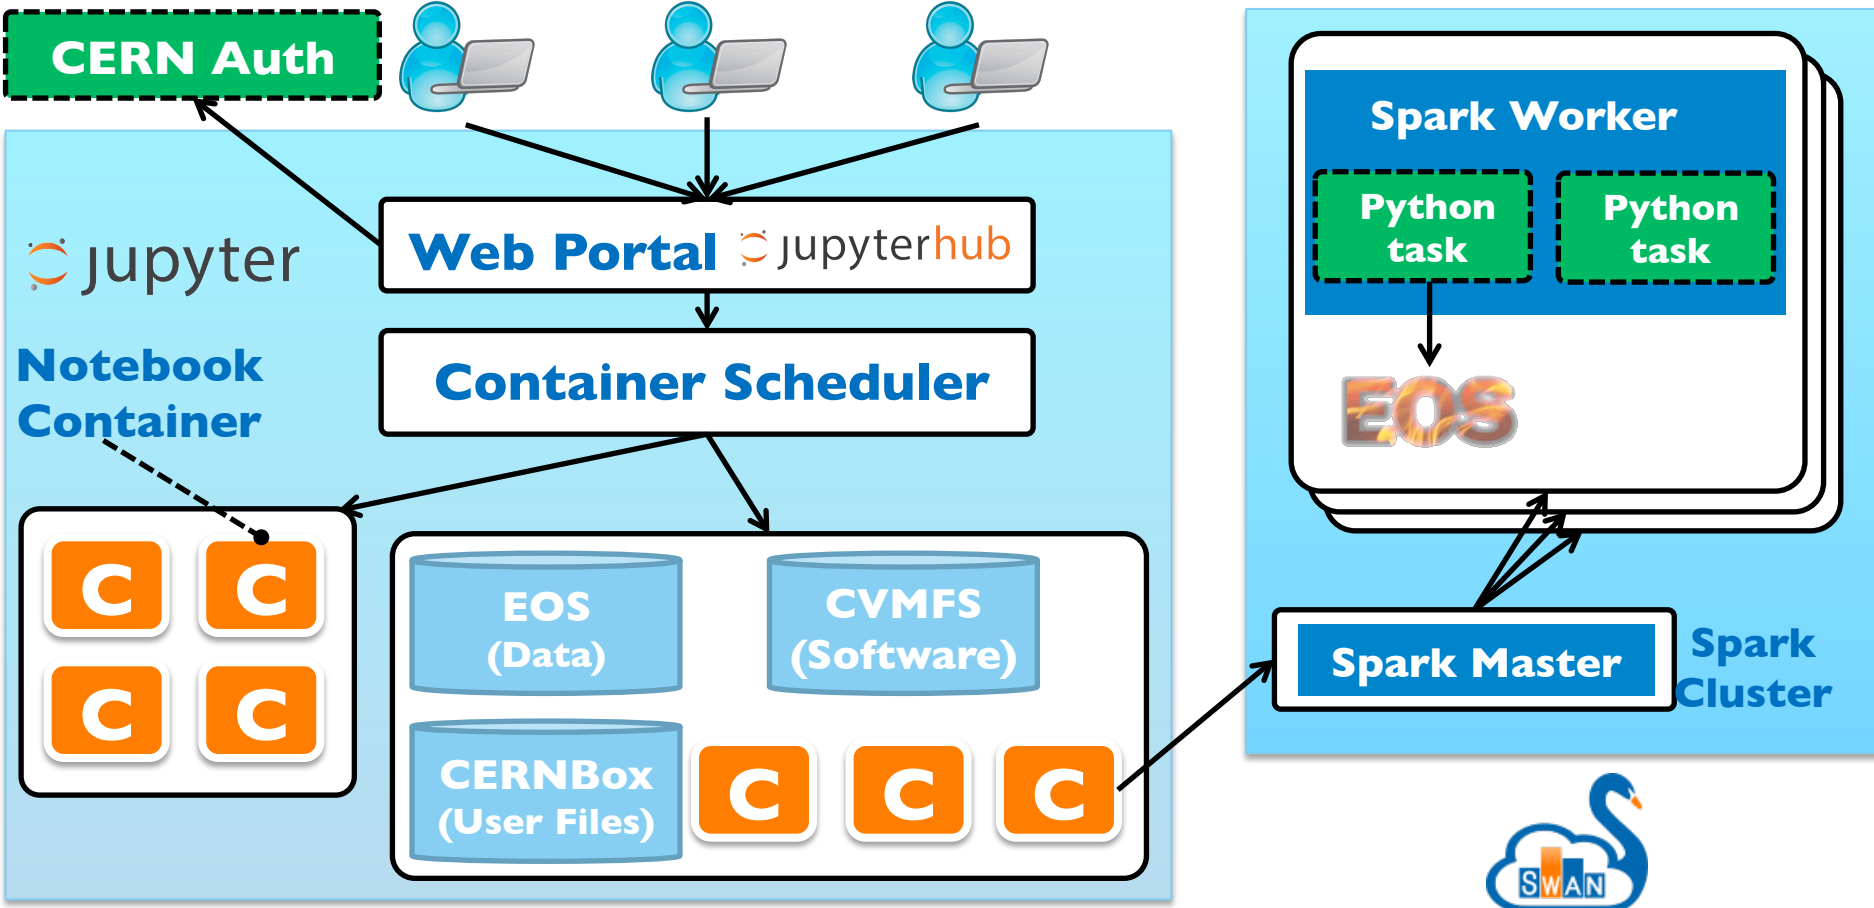 CERN Auth
Web Portal jupyterhub
jupyter
Container Scheduler
Notebook
Container
C
C
C
C
EOS
(Data)
CVMFS
(Software)
CERNBox
(User Files)
C
C
C
Spark Worker
Python
task
Python
task
EOS
Spark Master
Spark
Cluster
SWAN